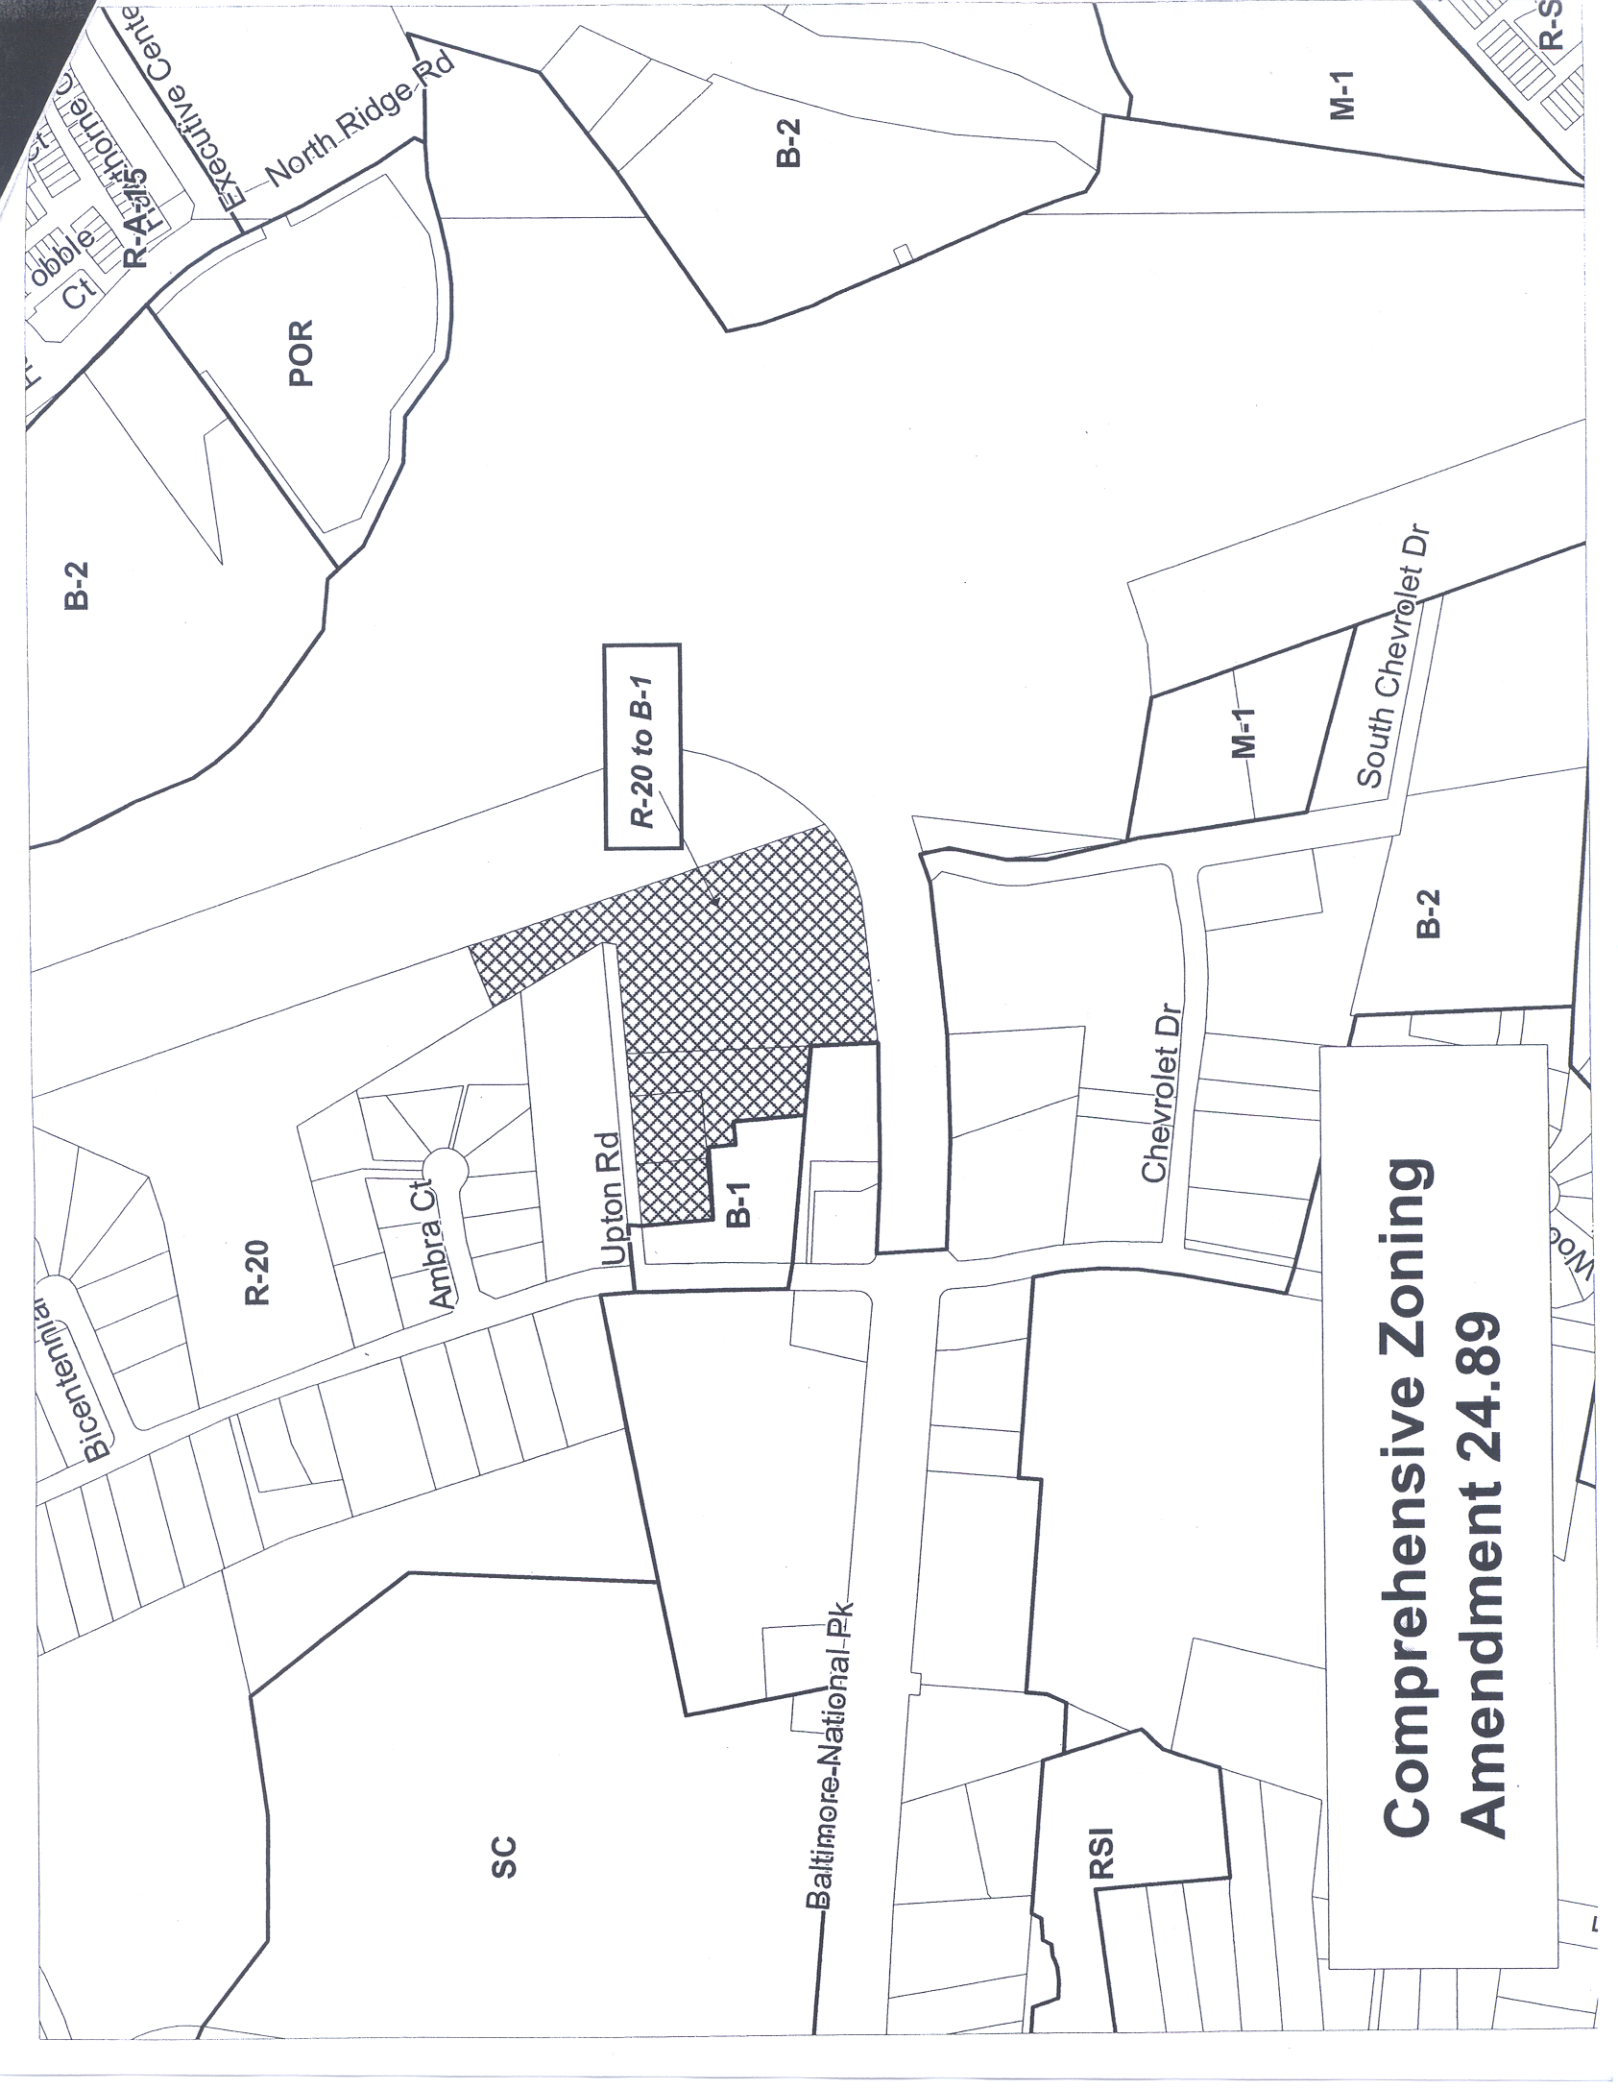 Bicentennial
R-20
Ambra Ct
Upton Rd
B-1
R-20 to B-1
B-2
POR
R-A-15
Ct
North Ridge Rd
Executive
B-2
M-1
SC
Baltimore National Pk
RSI
Chevrolet Dr
B-2
M-1
South Chevrolet Dr
Comprehensive Zoning
Amendment 24.89